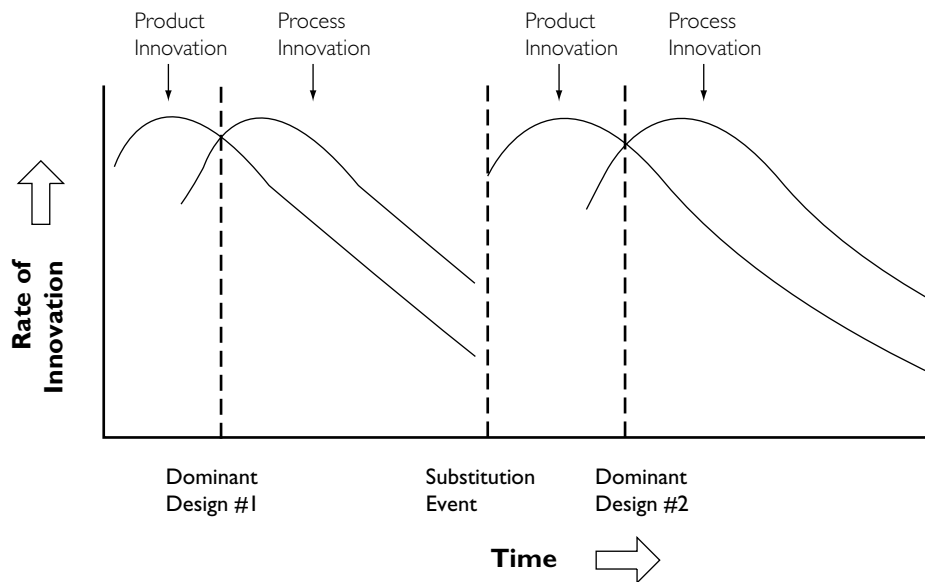 Product
Innovation
Process
Innovation
Product
Innovation
Process
Innovation
Rate of
Innovation
Dominant
Design #1
Substitution
Event
Dominant
Design #2
Time